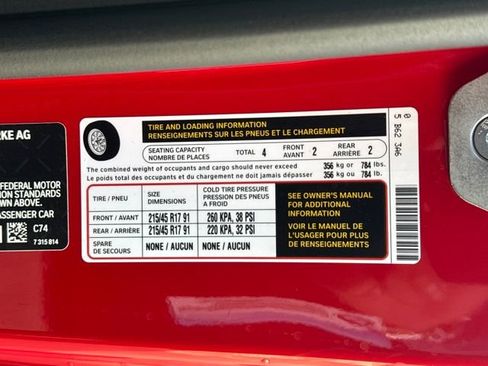 RKE AG
FEDERAL MOTOR
ION STANDARDS
WN ABOVE.
ASSENGER CAR
C74
7 315 814
TIRE AND LOADING INFORMATION
RENSEIGNEMENTS SUR LES PNEUS ET LE CHARGEMENT
SEATING CAPACITY
NOMBRE DE PLACES
TOTAL 4
FRONT
AVANT 2
REAR
ARRIÈRE 2
The combined weight of occupants and cargo should never exceed 356 kg or 784 lbs.
Le poids total des occupants et du chargement ne doit jamais dépasser 356 kg ou 784 lb.
TIRE / PNEU
SIZE
DIMENSIONS
COLD TIRE PRESSURE
PRESSION DES PNEUS
À FROID
FRONT / AVANT 215/45 R17 91 260 KPA, 38 PSI
REAR / ARRIÈRE 215/45 R17 91 220 KPA, 32 PSI
SPARE
DE SECOURS
NONE / AUCUN NONE / AUCUN
SEE OWNER'S MANUAL
FOR ADDITIONAL
INFORMATION
VOIR LE MANUEL DE
L'USAGER POUR PLUS
DE RENSEIGNEMENTS
0
5 B62 3A6